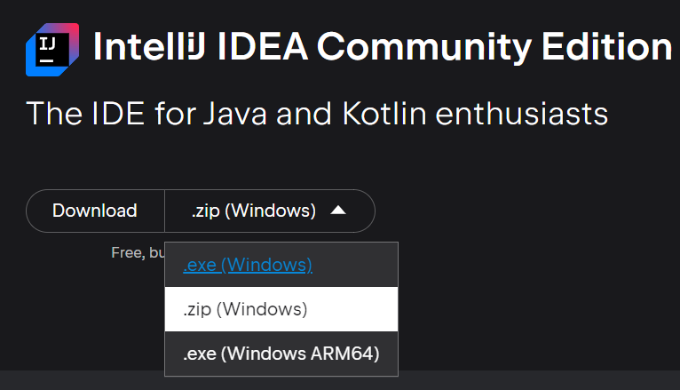 IJ
IntelliJ IDEA Community Edition
The IDE for Java and Kotlin enthusiasts
Download
.zip (Windows)
Free,
.exe (Windows)
.zip (Windows)
.exe (Windows ARM64)